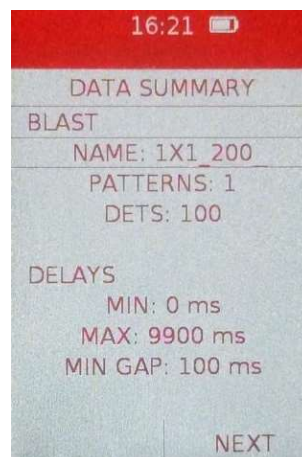 16:21
DATA SUMMARY
BLAST
NAME: 1X1_200_
PATTERNS: 1
DETS: 100
DELAYS
MIN: 0 ms
MAX: 9900 ms
MIN GAP: 100 ms
NEXT